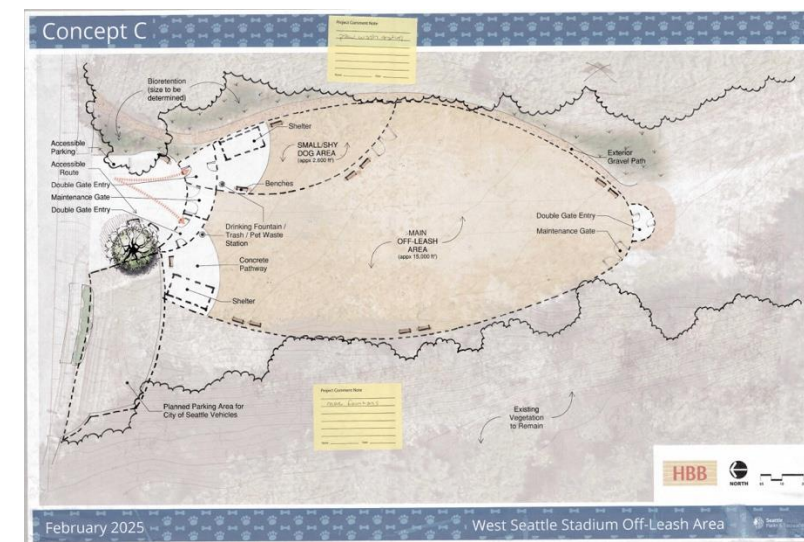 Concept C
Project Comment Note
Bioretention
(size to be
determined)
Accessible
Parking
Accessible
Route
Double Gate Entry
Maintenance Gate
Double Gate Entry
Shelter
SMALL/SHY
DOG AREA
(appx 2,000 ft²)
Benches
Drinking Fountain /
Trash / Pet Waste
Station
Concrete
Pathway
Shelter
MAIN
OFF-LEASH
AREA
(appx 15,000 ft²)
Exterior
Gravel Path
Double Gate Entry
Maintenance Gate
Planned Parking Area for
City of Seattle Vehicles
Project Comment Note
Existing
Vegetation
to Remain
HBB
NORTH
February 2025
West Seattle Stadium Off-Leash Area
Seattle